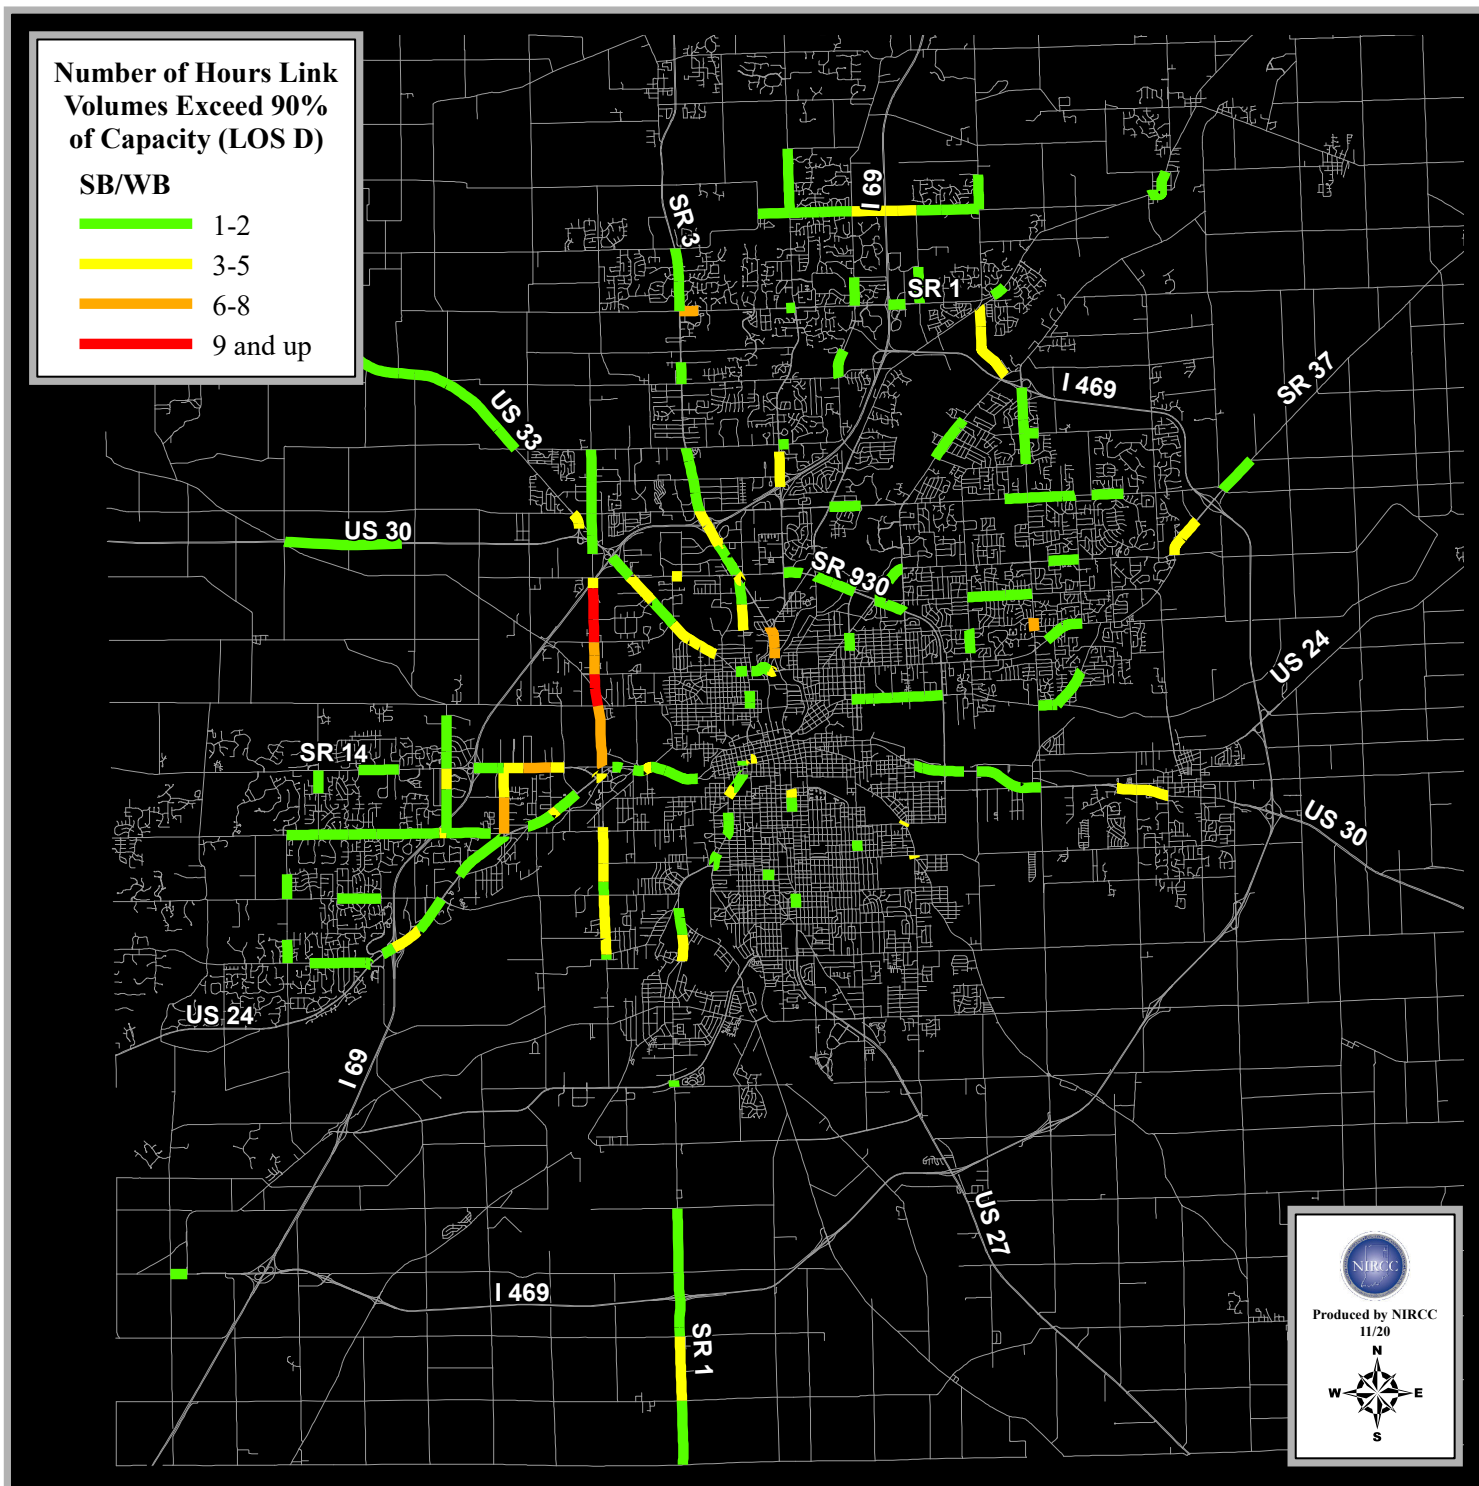 Number of Hours Link
Volumes Exceed 90%
of Capacity (LOS D)
SB/WB
1-2
3-5
6-8
9 and up
I 69
SR 3
SR 1
I 469
SR 37
US 33
US 30
SR 930
US 24
SR 14
US 30
US 24
I 69
US 27
I 469
SR 1
NIRCC
Produced by NIRCC
11/20
N
W E
S